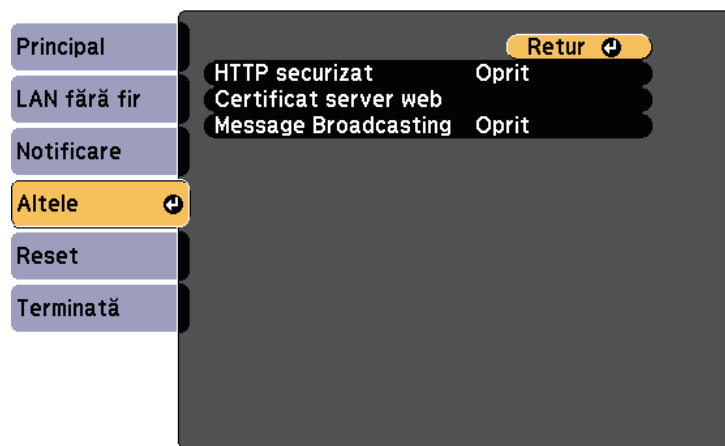 Principal
LAN fără fir
Notificare
Altele
Reset
Terminată
Retur
HTTP securizat Oprit
Certificat server web
Message Broadcasting Oprit